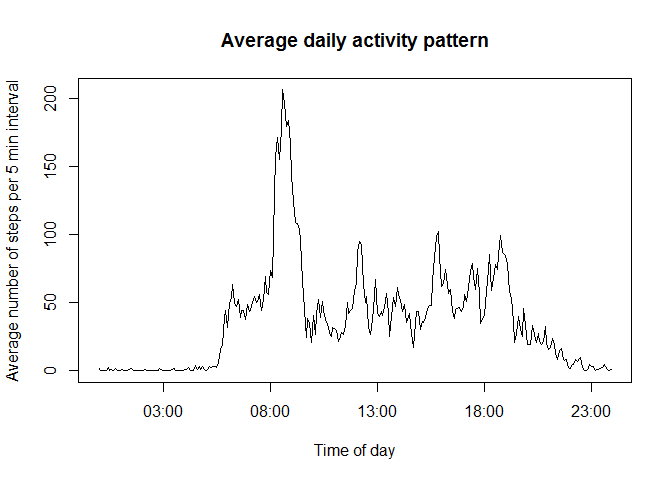 Average daily activity pattern
Average number of steps per 5 min interval
200
150
100
50
0
03:00 08:00 13:00 18:00 23:00
Time of day